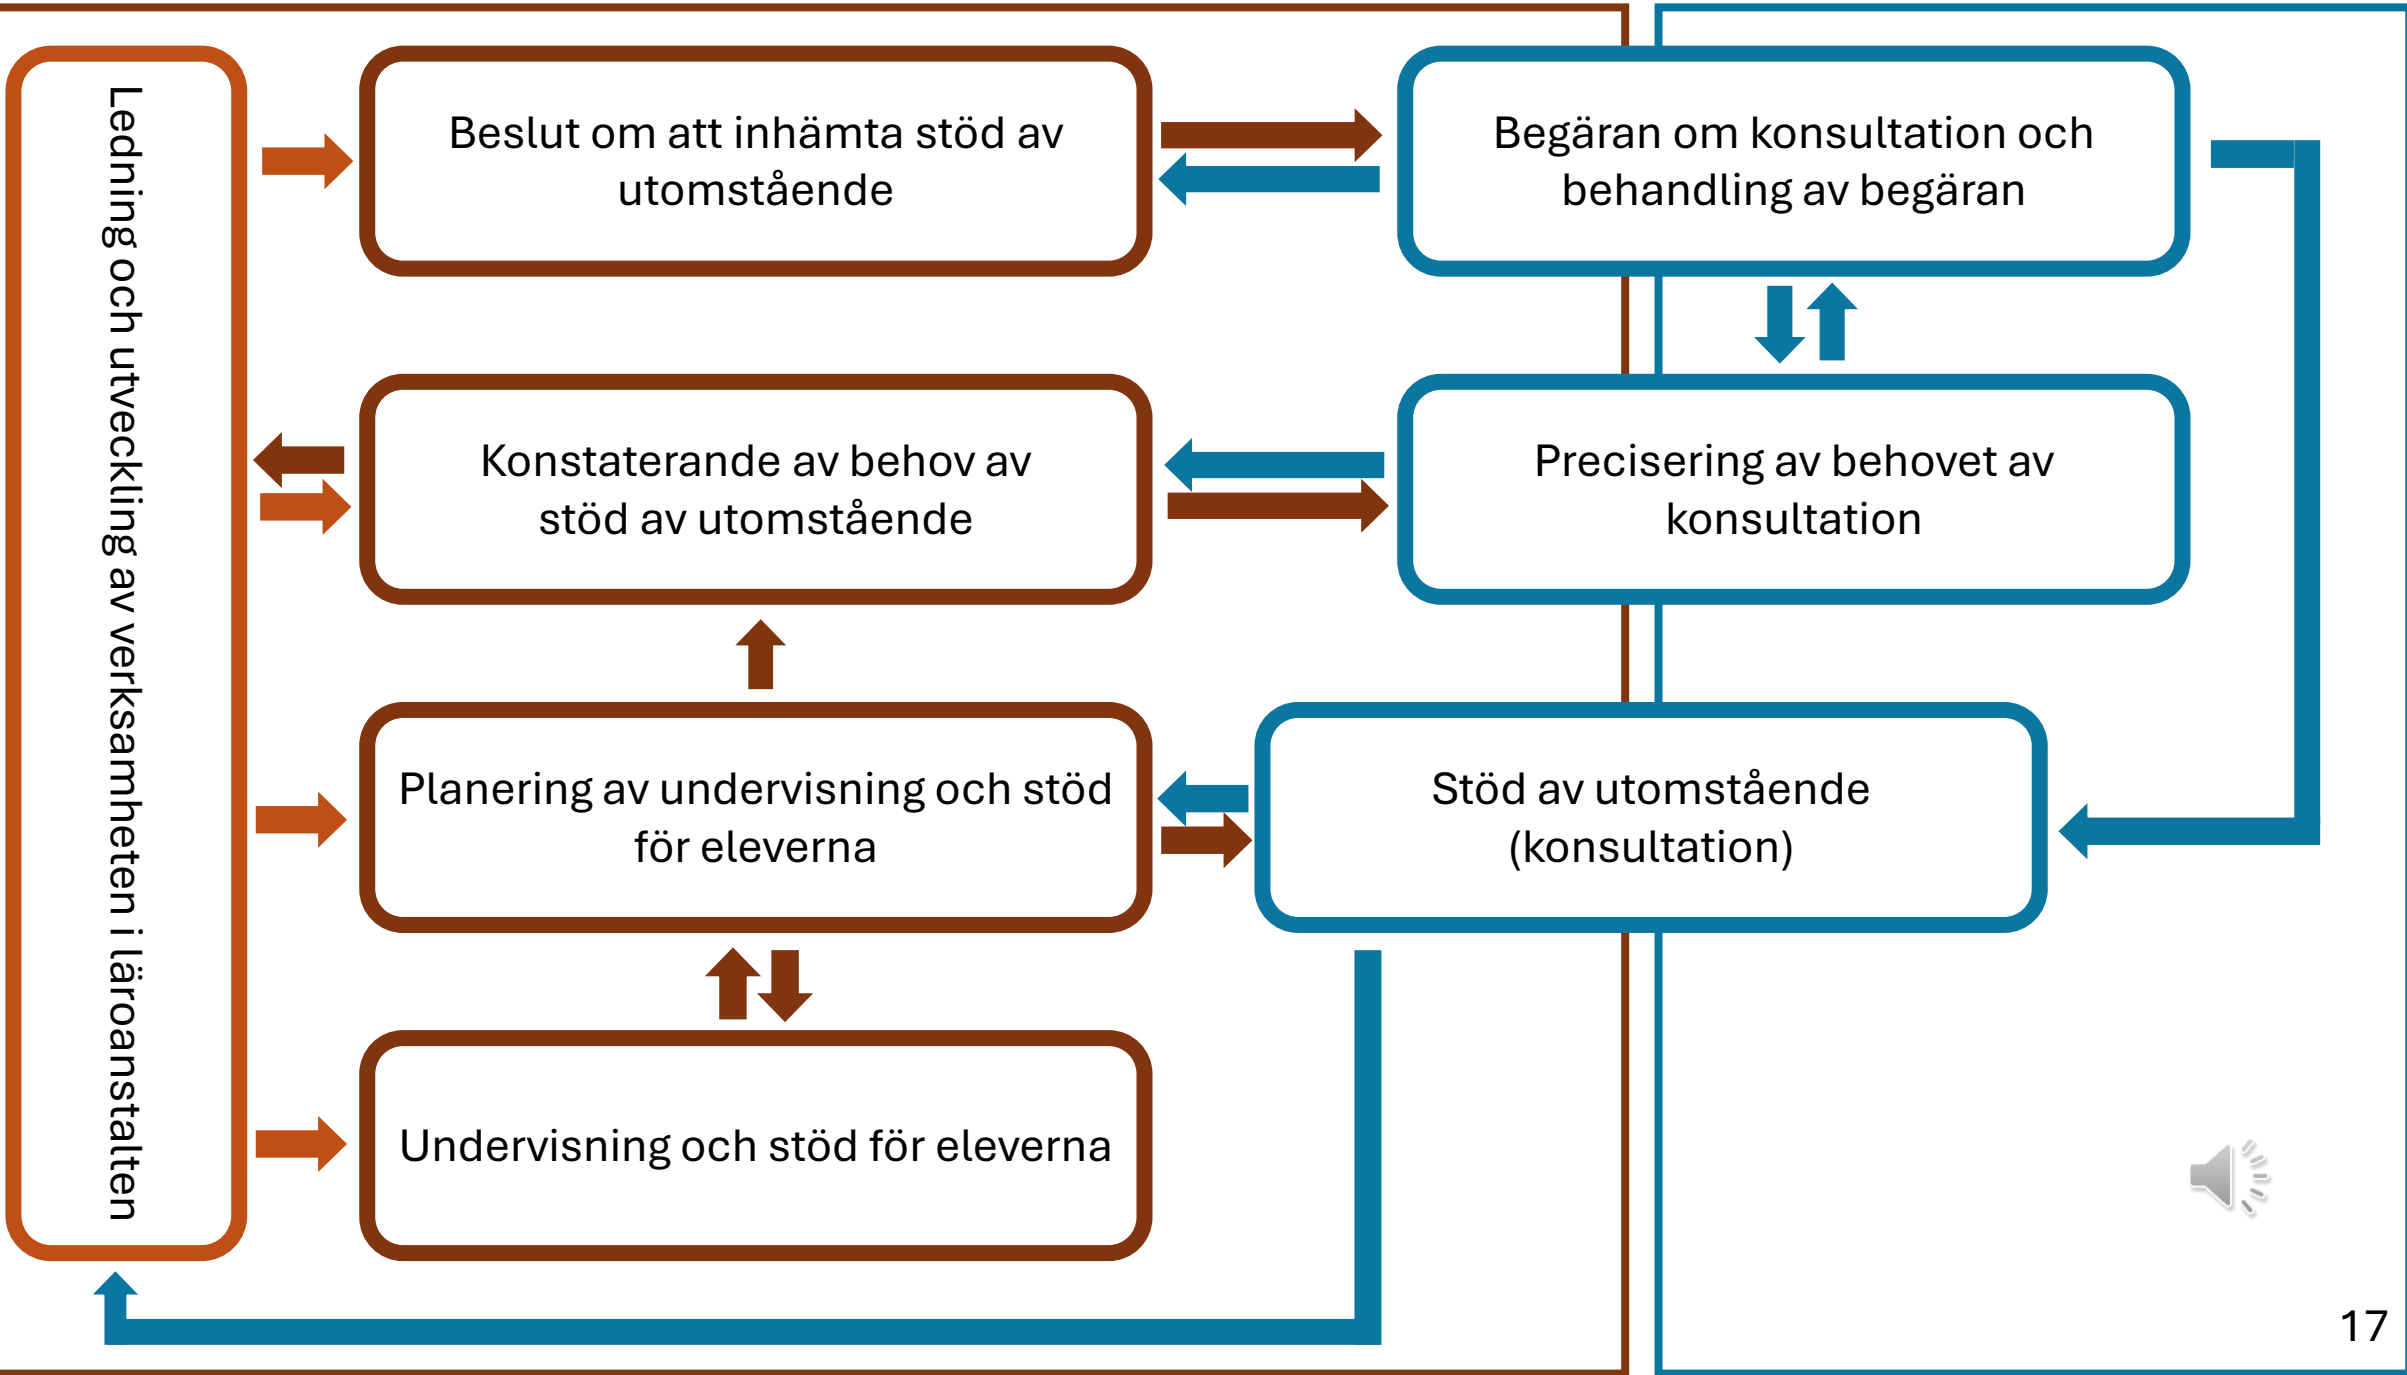 Ledning och utveckling av verksamheten i läroanstalten
Beslut om att inhämta stöd av
utomstående
Begäran om konsultation och
behandling av begäran
Konstaterande av behov av
stöd av utomstående
Precisering av behovet av
konsultation
Planering av undervisning och stöd
för eleverna
Stöd av utomstående
(konsultation)
Undervisning och stöd för eleverna
17